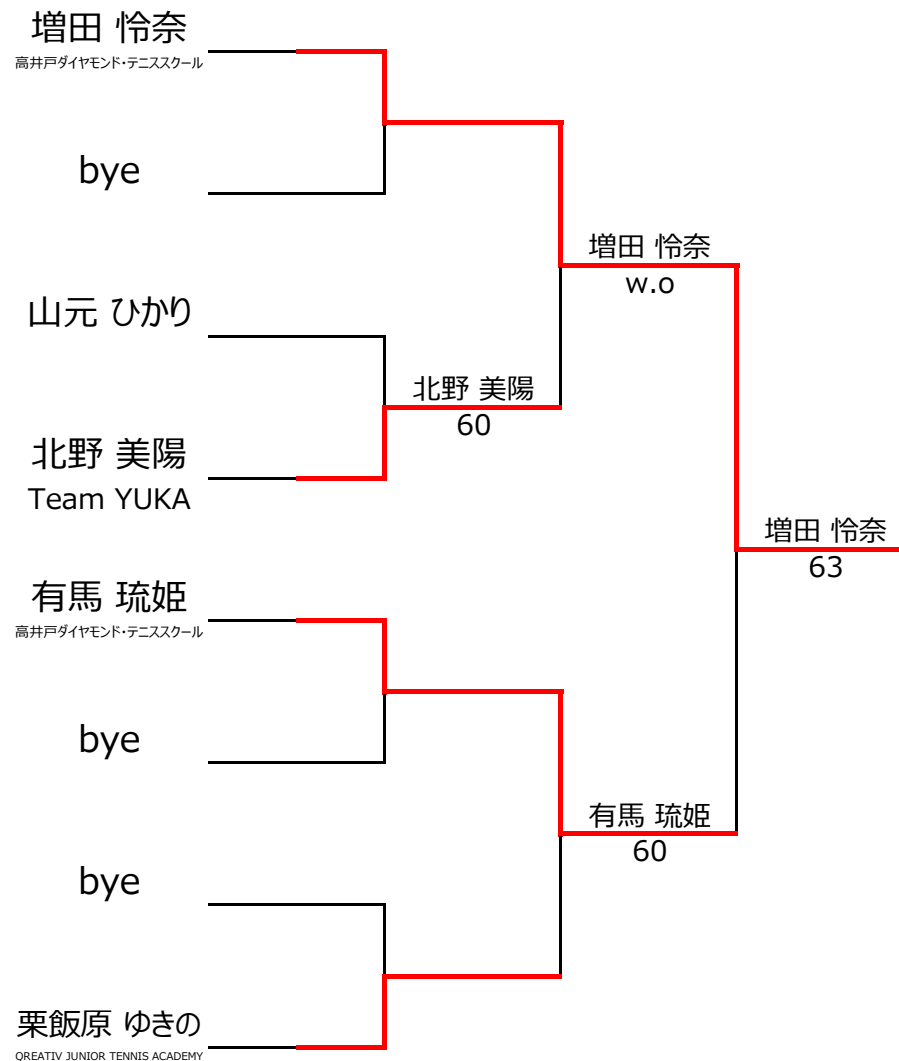 増田 怜奈
高井戸ダイヤモンド・テニススクール
bye
増田 怜奈
w.o
山元 ひかり
北野 美陽
60
北野 美陽
Team YUKA
増田 怜奈
63
有馬 琉姫
高井戸ダイヤモンド・テニススクール
bye
有馬 琉姫
60
bye
栗飯原 ゆきの
QREATIV JUNIOR TENNIS ACADEMY